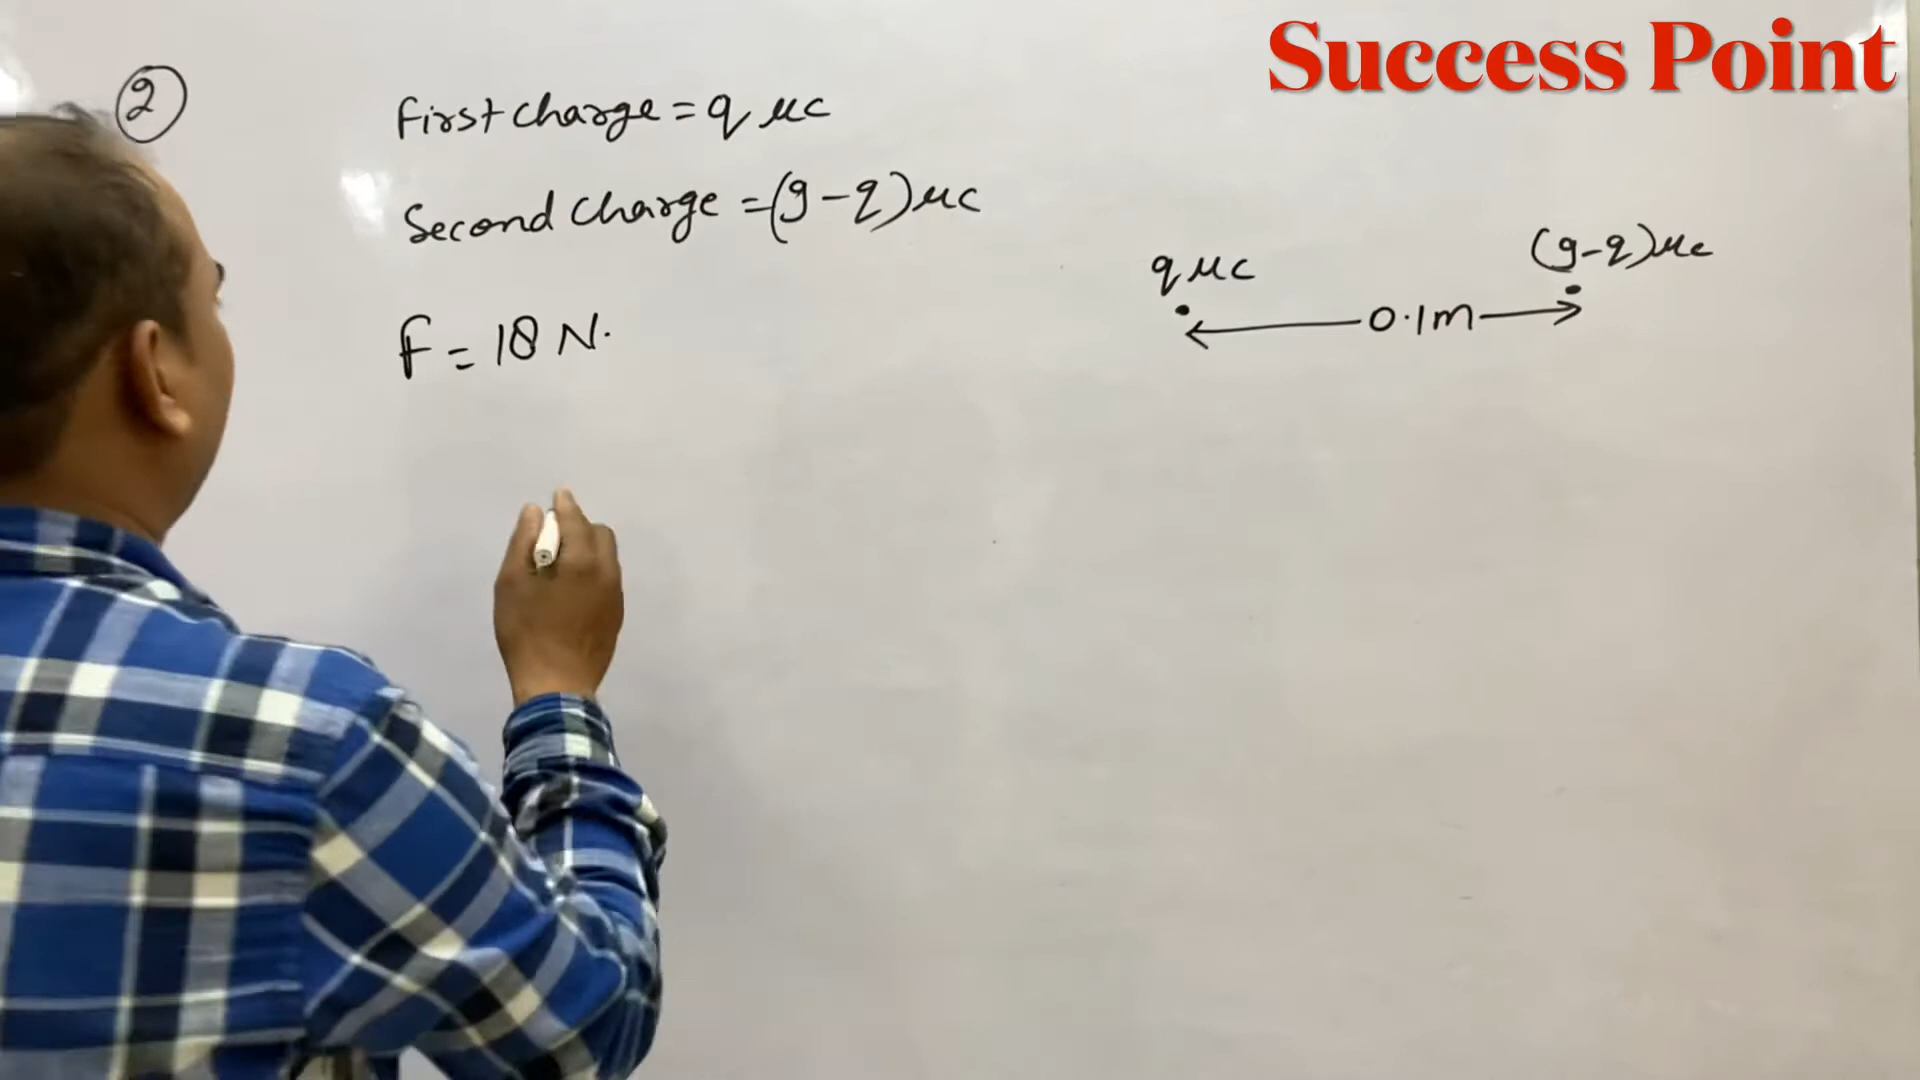 Success Point
2
First charge = q μc
Second charge = (9-q) μc
F = 18 N.
q μc
(9-q) μc
0.1m